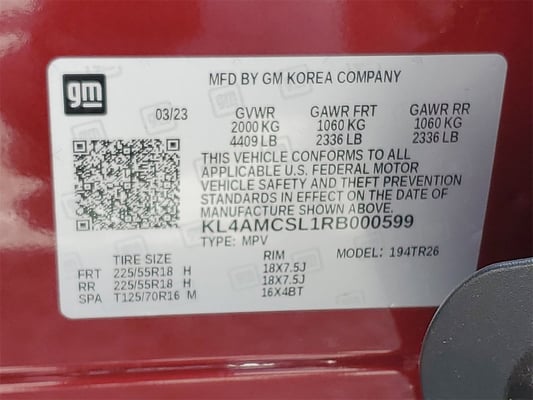 gm
MFD BY GM KOREA COMPANY
03/23 GVWR GAWR FRT GAWR RR
2000 KG 1060 KG 1060 KG
4409 LB 2336 LB 2336 LB
THIS VEHICLE CONFORMS TO ALL
APPLICABLE U.S. FEDERAL MOTOR
VEHICLE SAFETY AND THEFT PREVENTION
STANDARDS IN EFFECT ON THE DATE OF
MANUFACTURE SHOWN ABOVE.
KL4AMCSL1RB000599
TYPE: MPV MODEL: 194TR26
TIRE SIZE RIM
FRT 225/55R18 H 18X7.5J
RR 225/55R18 H 18X7.5J
SPA T125/70R16 M 16X4BT